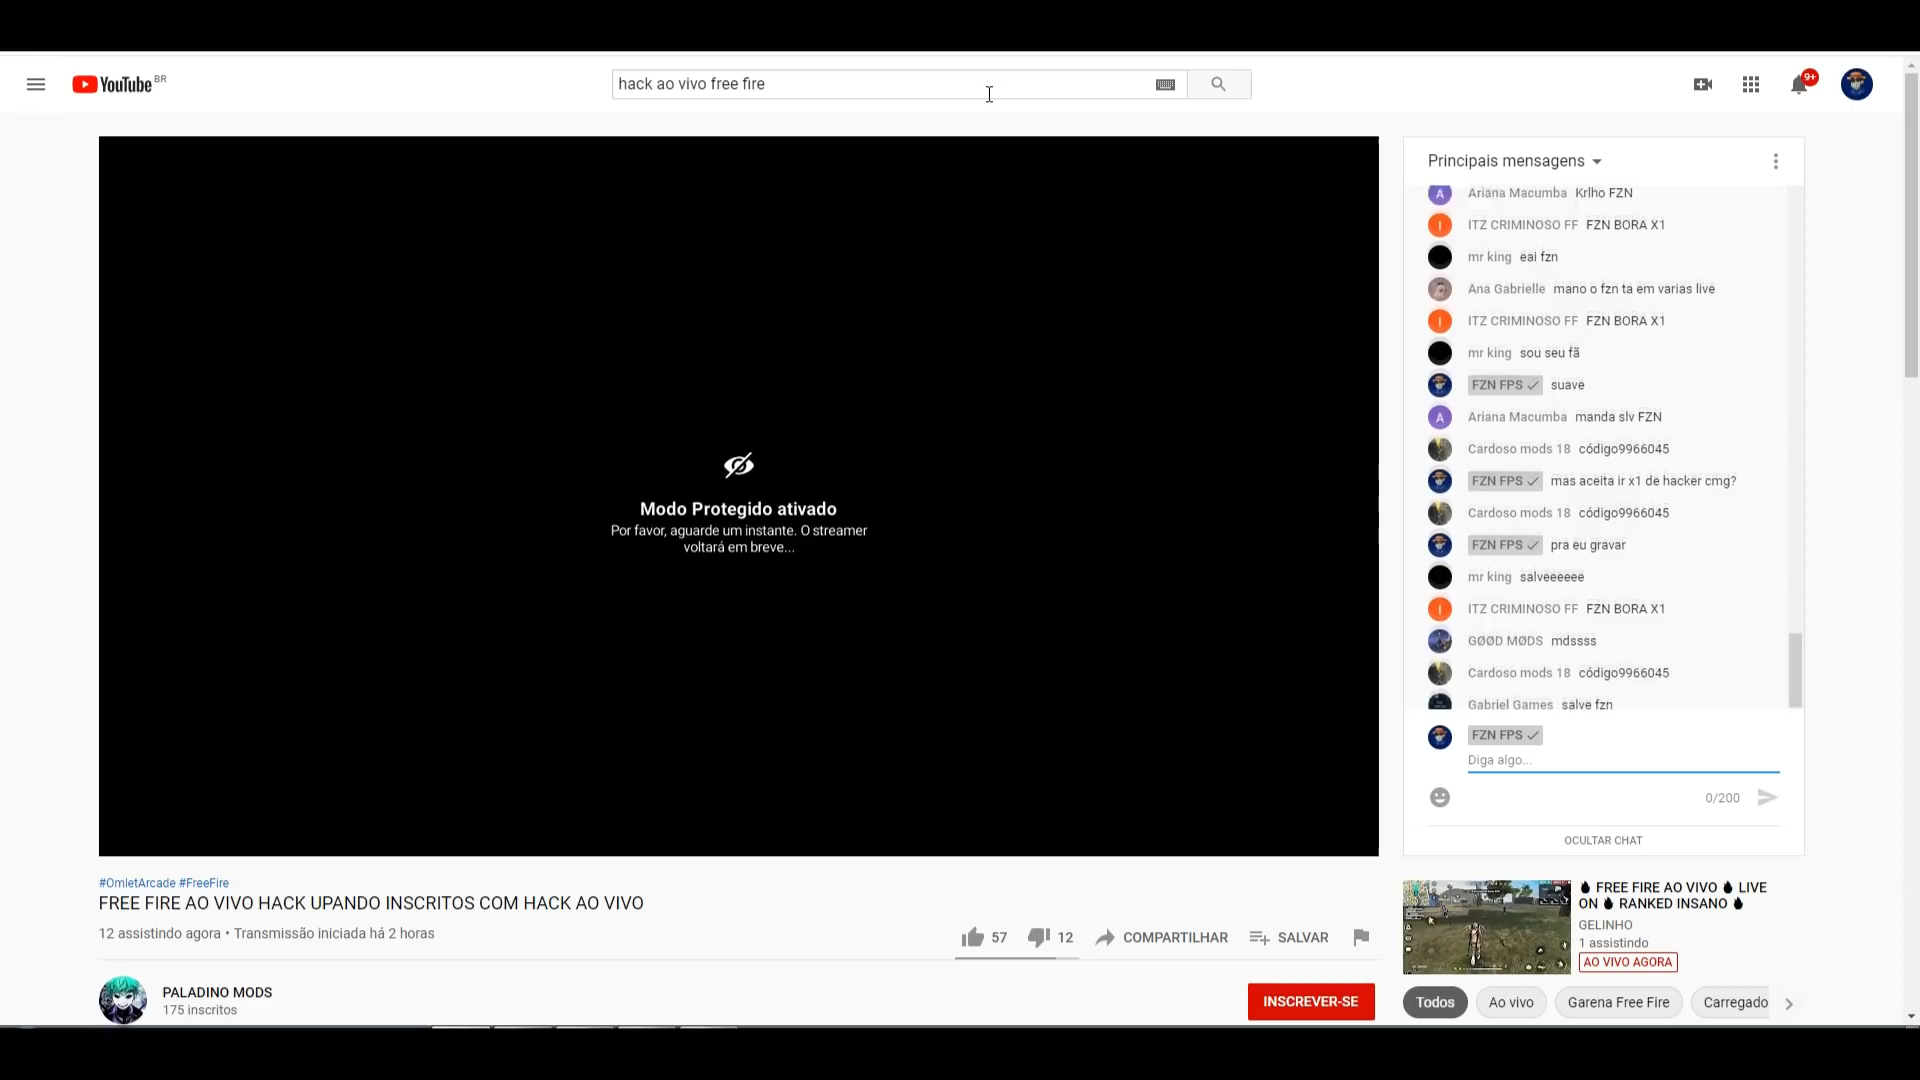 YouTube BR
hack ao vivo free fire
9+
Modo Protegido ativado
Por favor, aguarde um instante. O streamer
voltará em breve...
Principais mensagens
Ariana Macumba Krlho FZN
ITZ CRIMINOSO FF FZN BORA X1
mr king eai fzn
Ana Gabrielle mano o fzn ta em varias live
ITZ CRIMINOSO FF FZN BORA X1
mr king sou seu fã
FZN FPS suave
Ariana Macumba manda slv FZN
Cardoso mods 18 código9966045
FZN FPS mas aceita ir x1 de hacker cmg?
Cardoso mods 18 código9966045
FZN FPS pra eu gravar
mr king salveeeeee
ITZ CRIMINOSO FF FZN BORA X1
GØØD MØDS mdssss
Cardoso mods 18 código9966045
Gabriel Games salve fzn
FZN FPS
Diga algo...
0/200
OCULTAR CHAT
#OmletArcade #FreeFire
FREE FIRE AO VIVO HACK UPANDO INSCRITOS COM HACK AO VIVO
12 assistindo agora • Transmissão iniciada há 2 horas
57 12 COMPARTILHAR SALVAR
PALADINO MODS
175 inscritos
INSCREVER-SE
FREE FIRE AO VIVO LIVE
ON RANKED INSANO
GELINHO
1 assistindo
AO VIVO AGORA
Todos Ao vivo Garena Free Fire Carregado